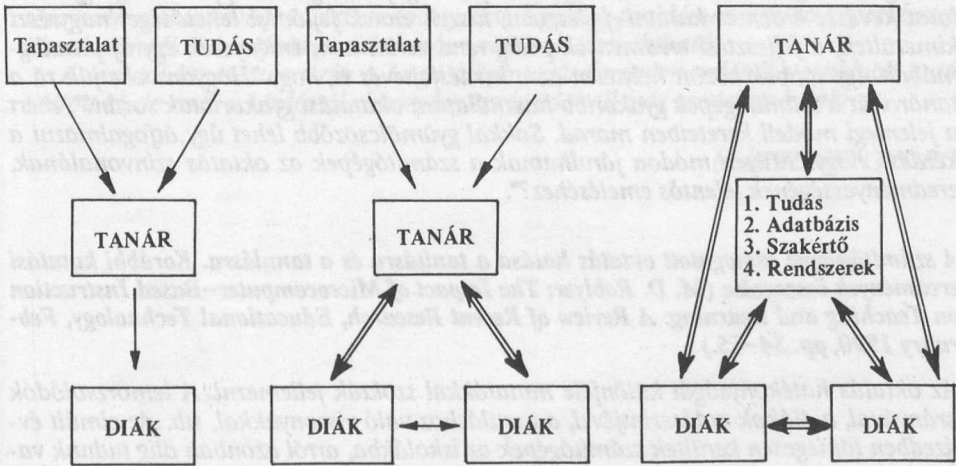 Tapasztalat TUDÁS Tapasztalat TUDÁS TANÁR
TANÁR TANÁR
1. Tudás
2. Adatbázis
3. Szakértő
4. Rendszerek
DIÁK DIÁK DIÁK DIÁK DIÁK